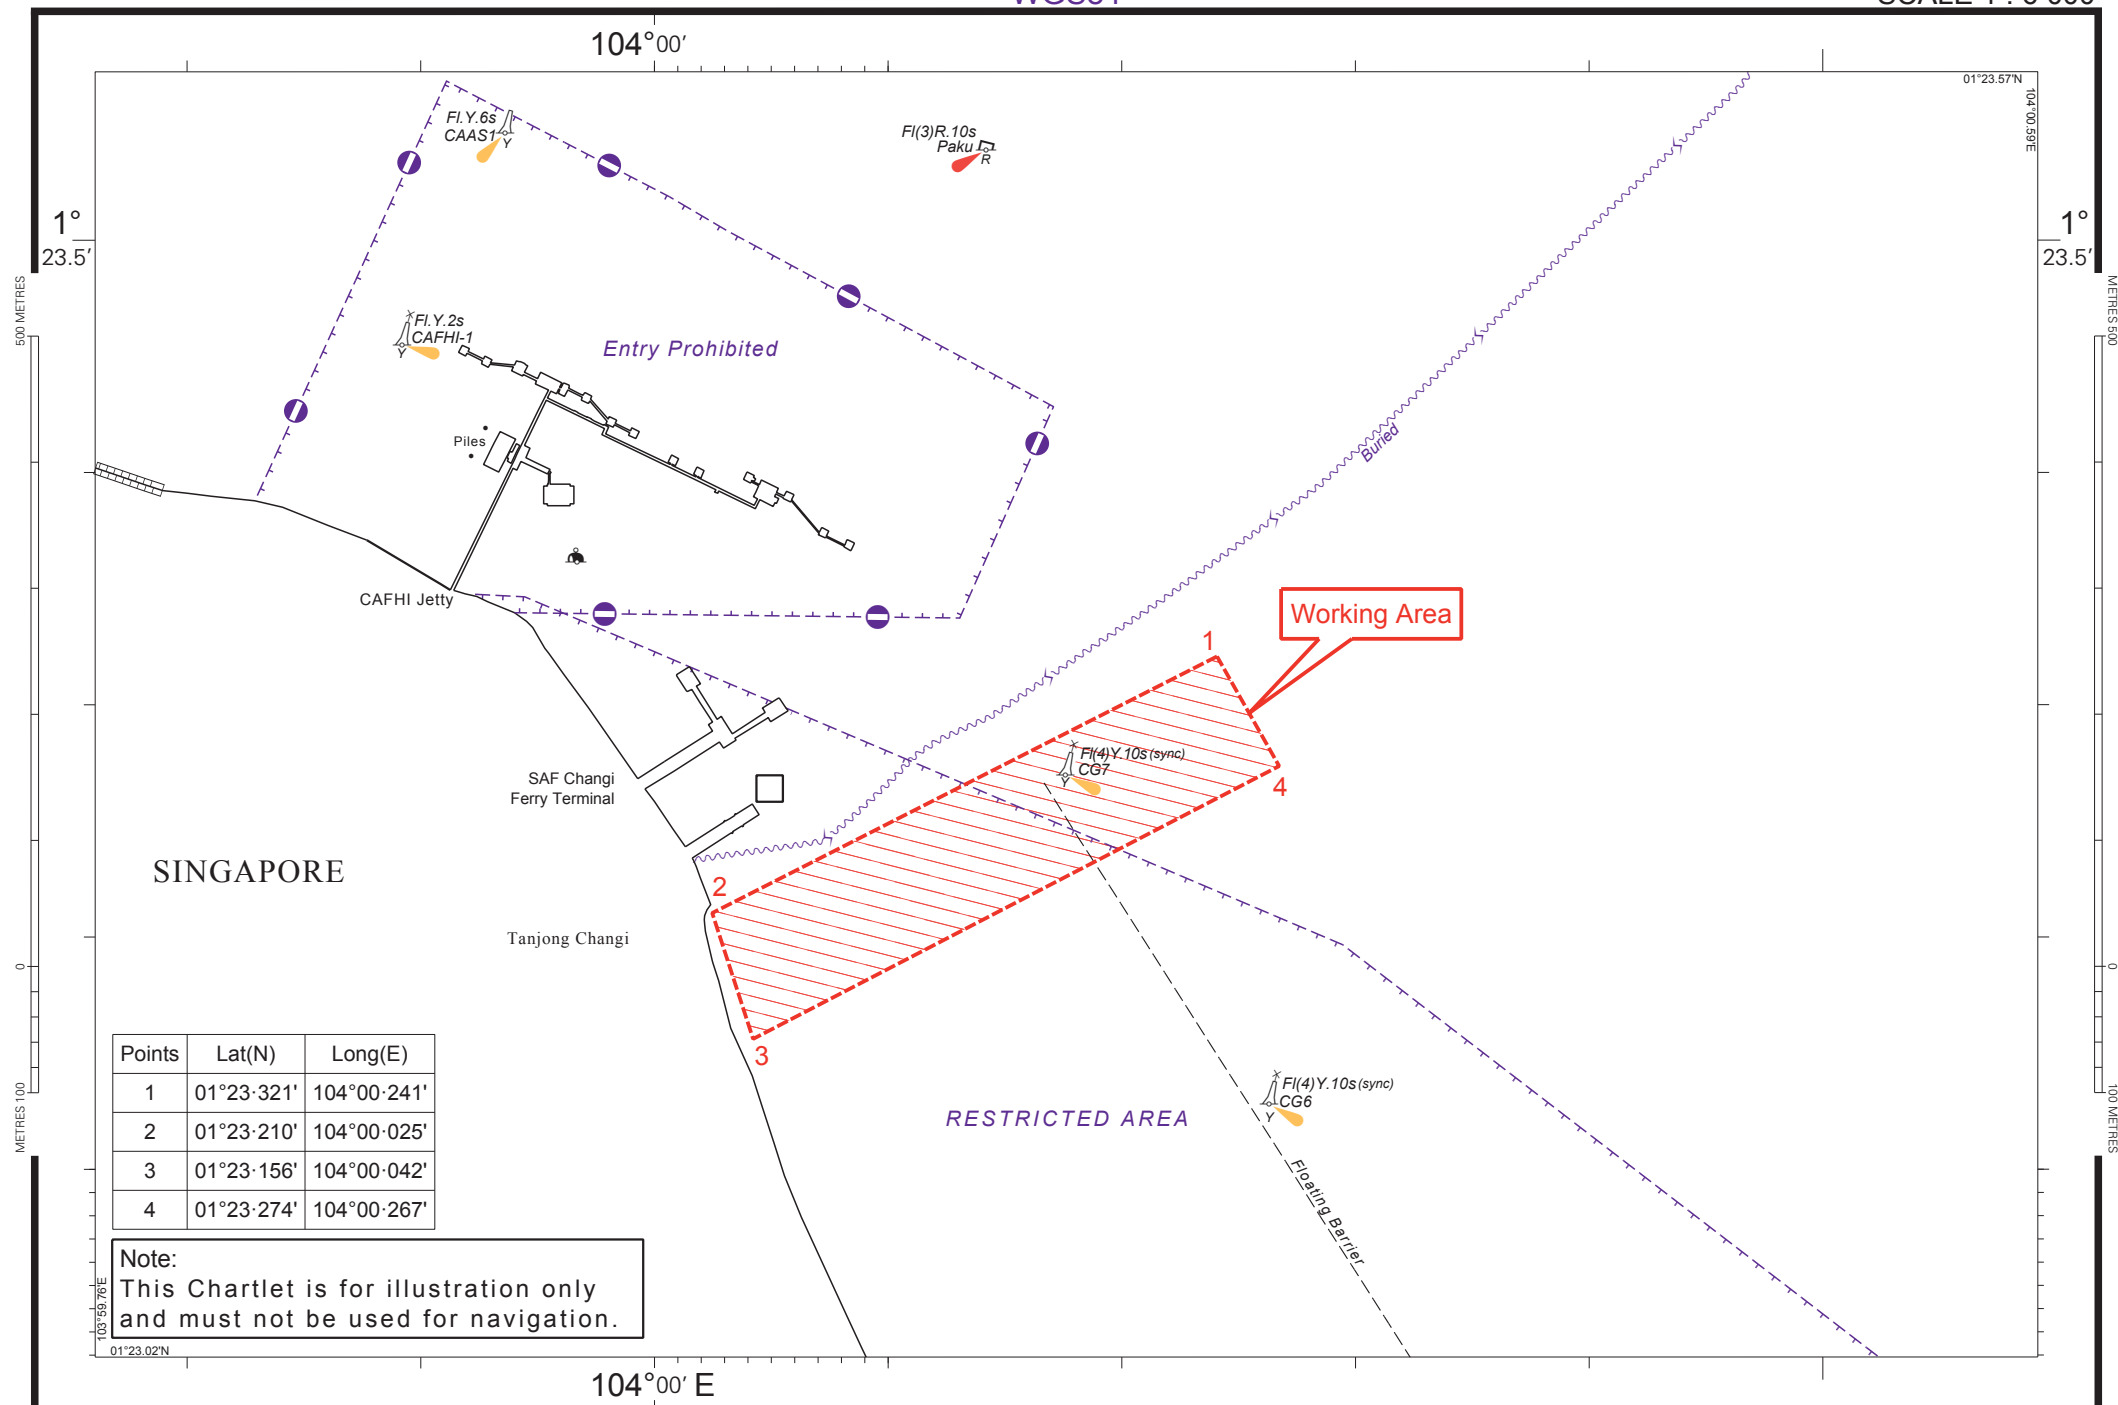 104°00'
01°23.57'N
104°00.59'E
Fl.Y.6s
CAAS1
Y
Fl(3)R.10s
Paku
R
1°
23.5'
1°
23.5'
500 METRES
METRES 500
Fl.Y.2s
CAFHI-1
Y
Entry Prohibited
Piles
Buried
CAFHI Jetty
Working Area
1
Fl(4)Y.10s(sync)
CG7
Y
4
SAF Changi
Ferry Terminal
SINGAPORE
2
Tanjong Changi
0
0
3
Points Lat(N) Long(E)
1 01°23·321' 104°00·241'
2 01°23·210' 104°00·025'
3 01°23·156' 104°00·042'
4 01°23·274' 104°00·267'
Fl(4)Y.10s(sync)
CG6
Y
RESTRICTED AREA
METRES 100
100 METRES
Floating Barrier
Note:
This Chartlet is for illustration only
and must not be used for navigation.
103°59.76'E
01°23.02'N
104°00' E